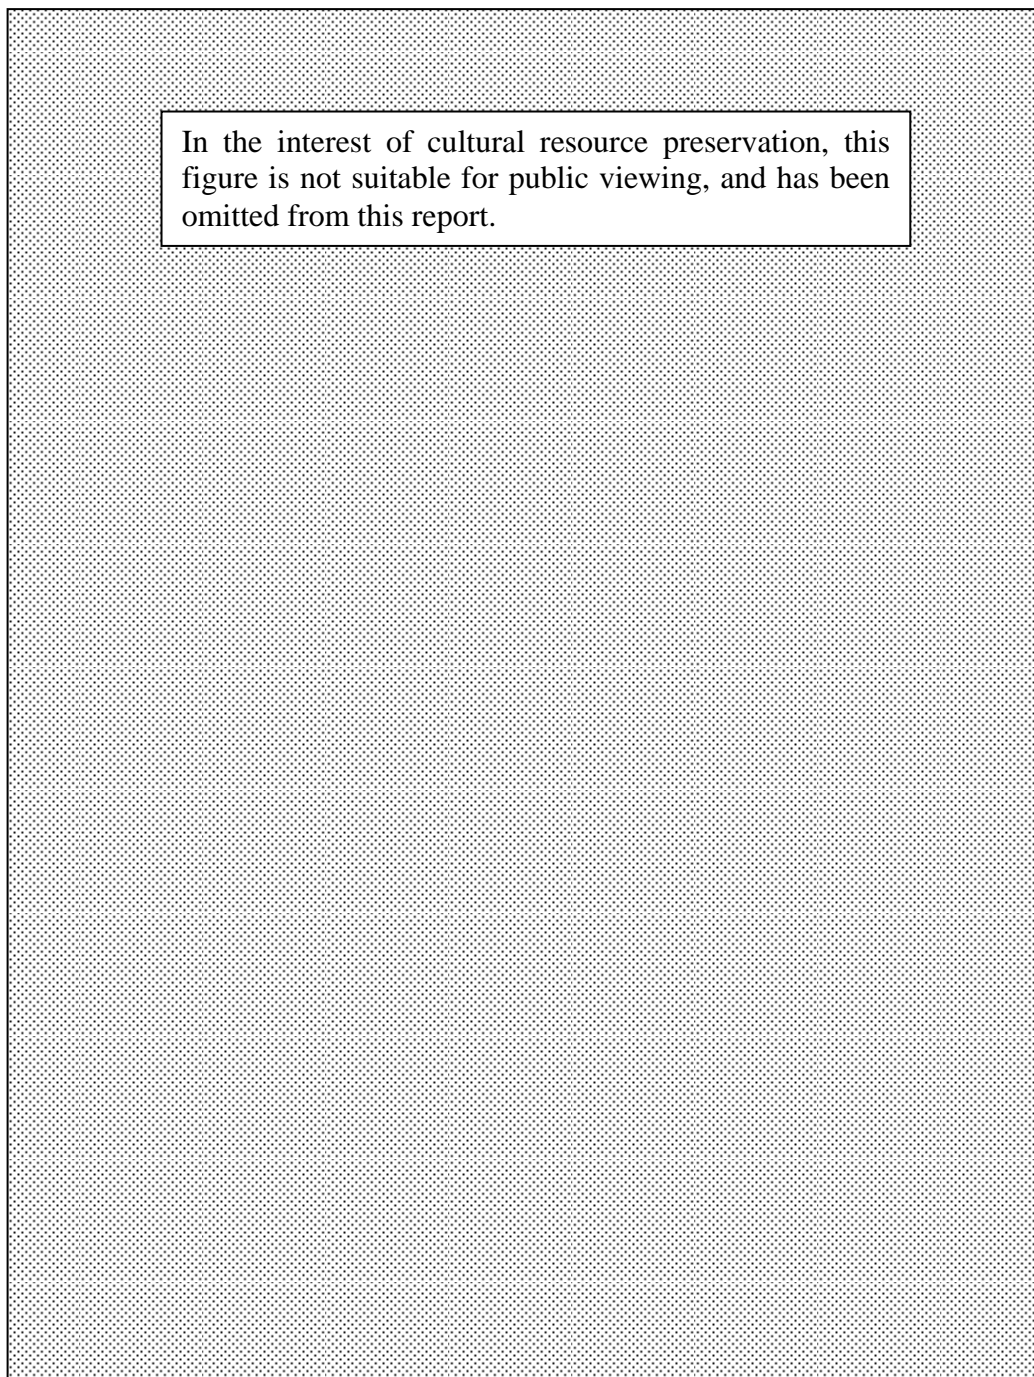 In the interest of cultural resource preservation, this
figure is not suitable for public viewing, and has been
omitted from this report.